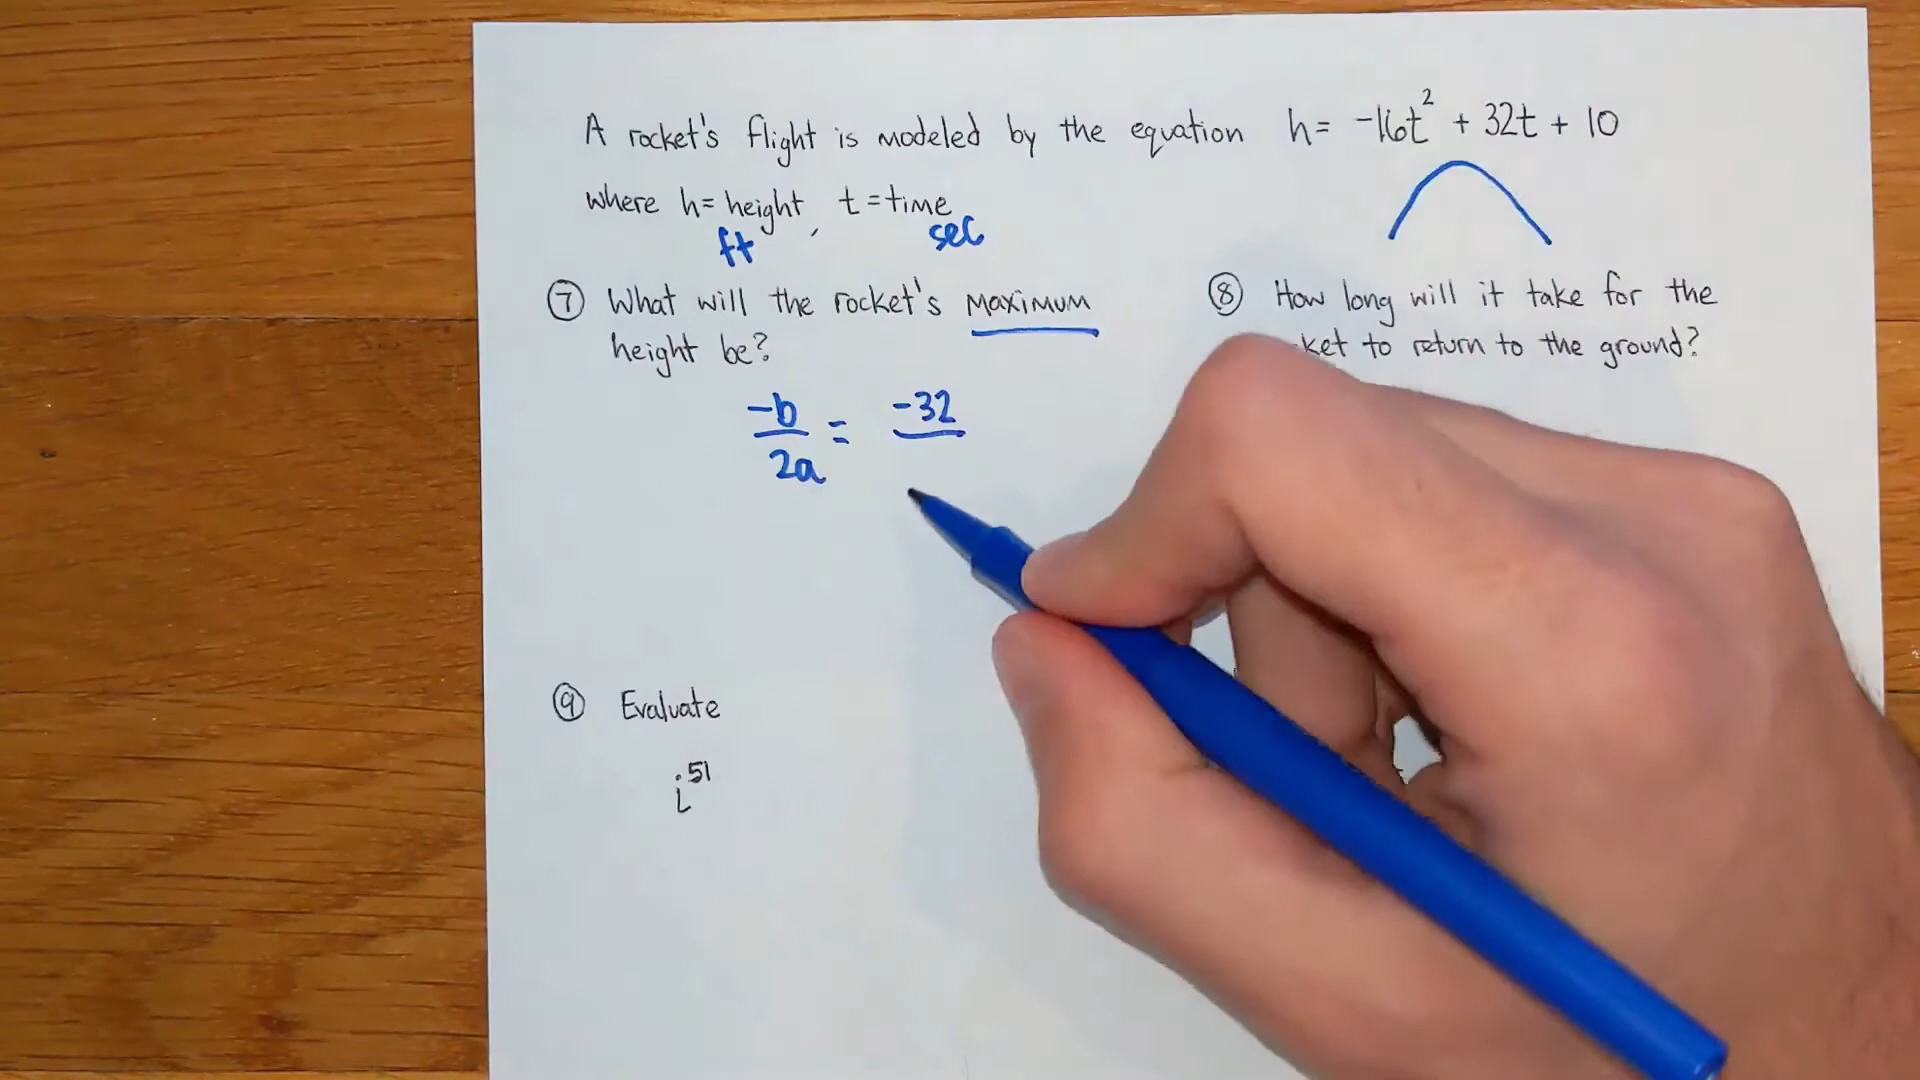 A rocket's flight is modeled by the equation h = -16t² + 32t + 10
where h = height, t = time
ft sec
⑦ What will the rocket's maximum
height be?
-b/2a = -32
⑧ How long will it take for the
to return to the ground?
⑨ Evaluate
i⁵¹